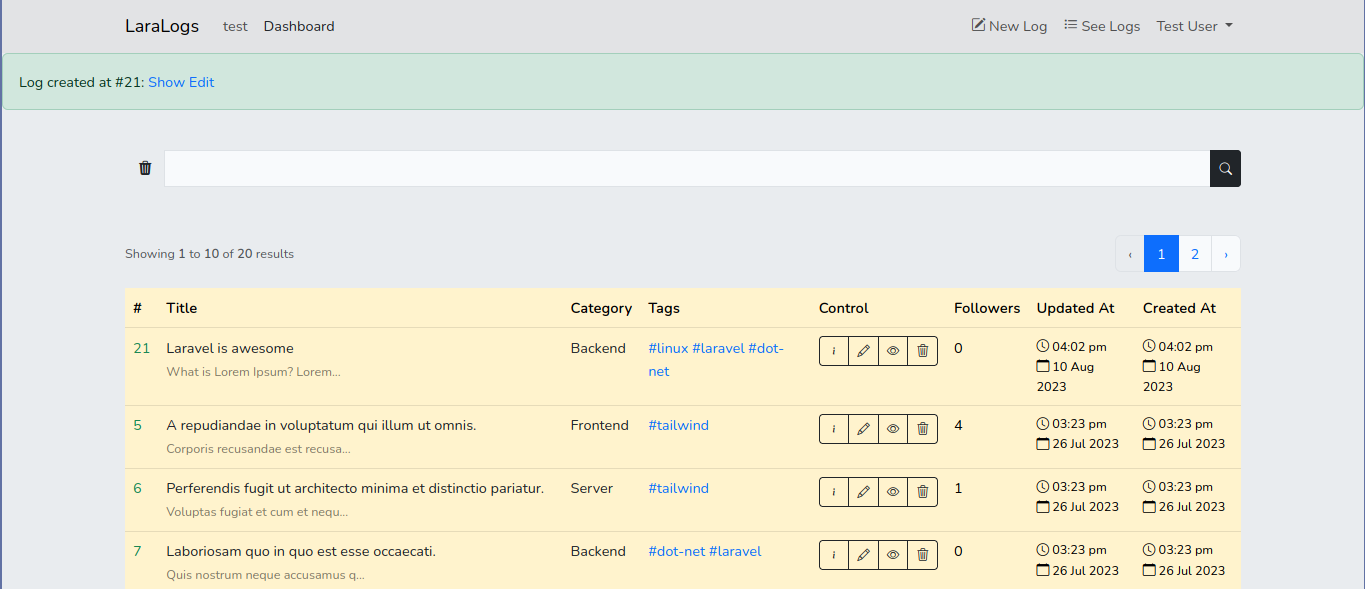 LaraLogs test Dashboard New Log See Logs Test User
Log created at #21: Show Edit
Showing 1 to 10 of 20 results ‹ 1 2 ›
# Title Category Tags Control Followers Updated At Created At
21 Laravel is awesome Backend #linux #laravel #dot- i 0 04:02 pm 04:02 pm
What is Lorem Ipsum? Lorem... net 10 Aug 10 Aug
2023 2023
5 A repudiandae in voluptatum qui illum ut omnis. Frontend #tailwind i 4 03:23 pm 03:23 pm
Corporis recusandae est recusa... 26 Jul 2023 26 Jul 2023
6 Perferendis fugit ut architecto minima et distinctio pariatur. Server #tailwind i 1 03:23 pm 03:23 pm
Voluptas fugiat et cum et nequ... 26 Jul 2023 26 Jul 2023
7 Laboriosam quo in quo est esse occaecati. Backend #dot-net #laravel i 0 03:23 pm 03:23 pm
Quis nostrum neque accusamus q... 26 Jul 2023 26 Jul 2023